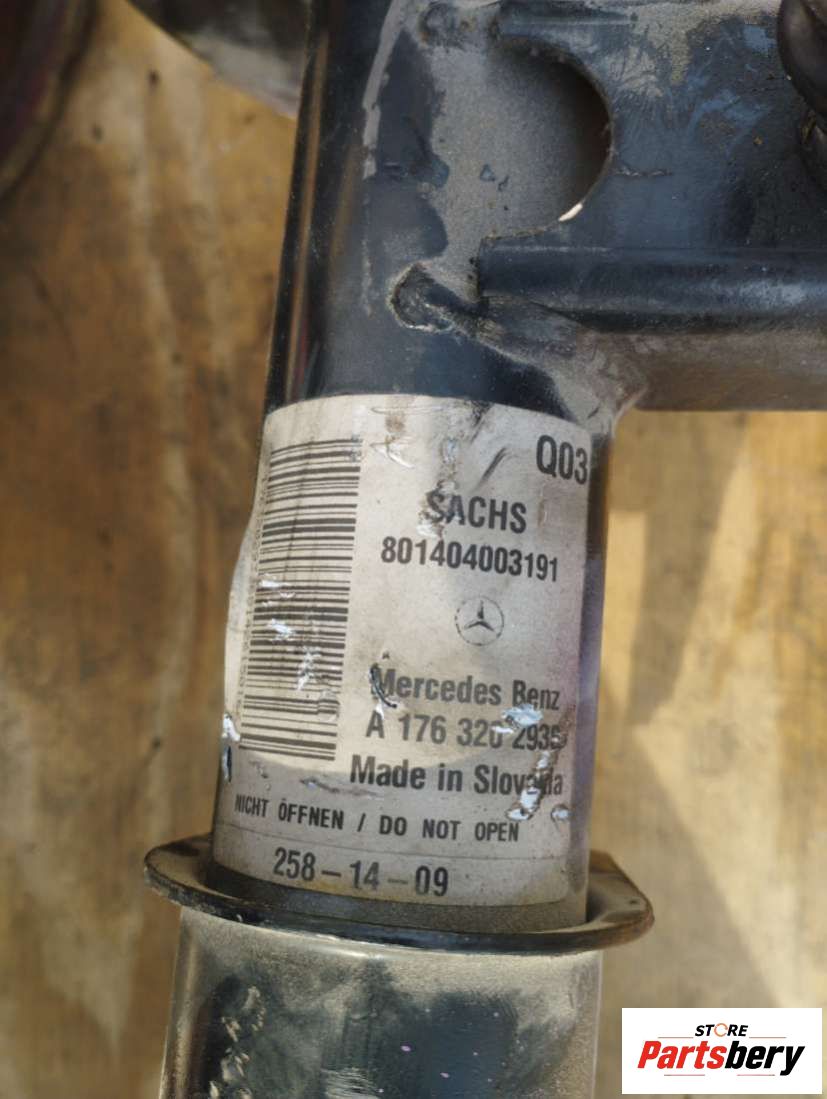 Q03
SACHS
801404003191
Mercedes Benz
A 176 320
Made in Slovakia
NICHT ÖFFNEN / DO NOT OPEN
258-14-09
STORE
Partsbery